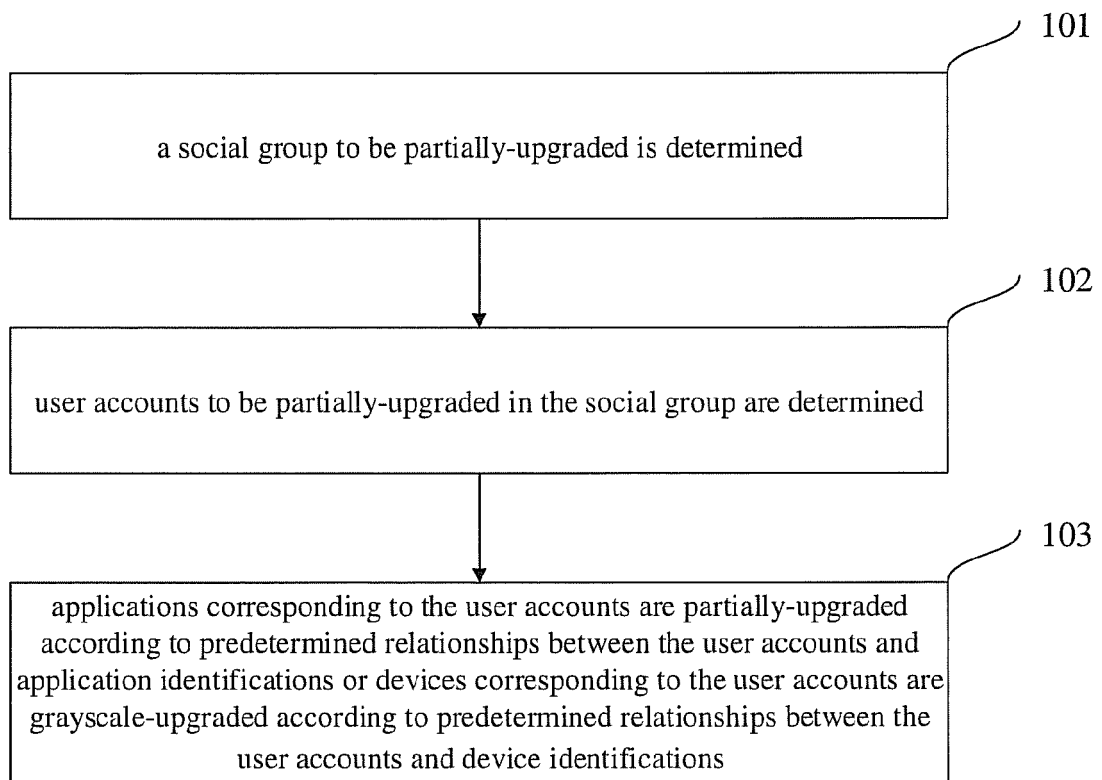 101
a social group to be partially-upgraded is determined
102
user accounts to be partially-upgraded in the social group are determined
103
applications corresponding to the user accounts are partially-upgraded
according to predetermined relationships between the user accounts and
application identifications or devices corresponding to the user accounts are
grayscale-upgraded according to predetermined relationships between the
user accounts and device identifications